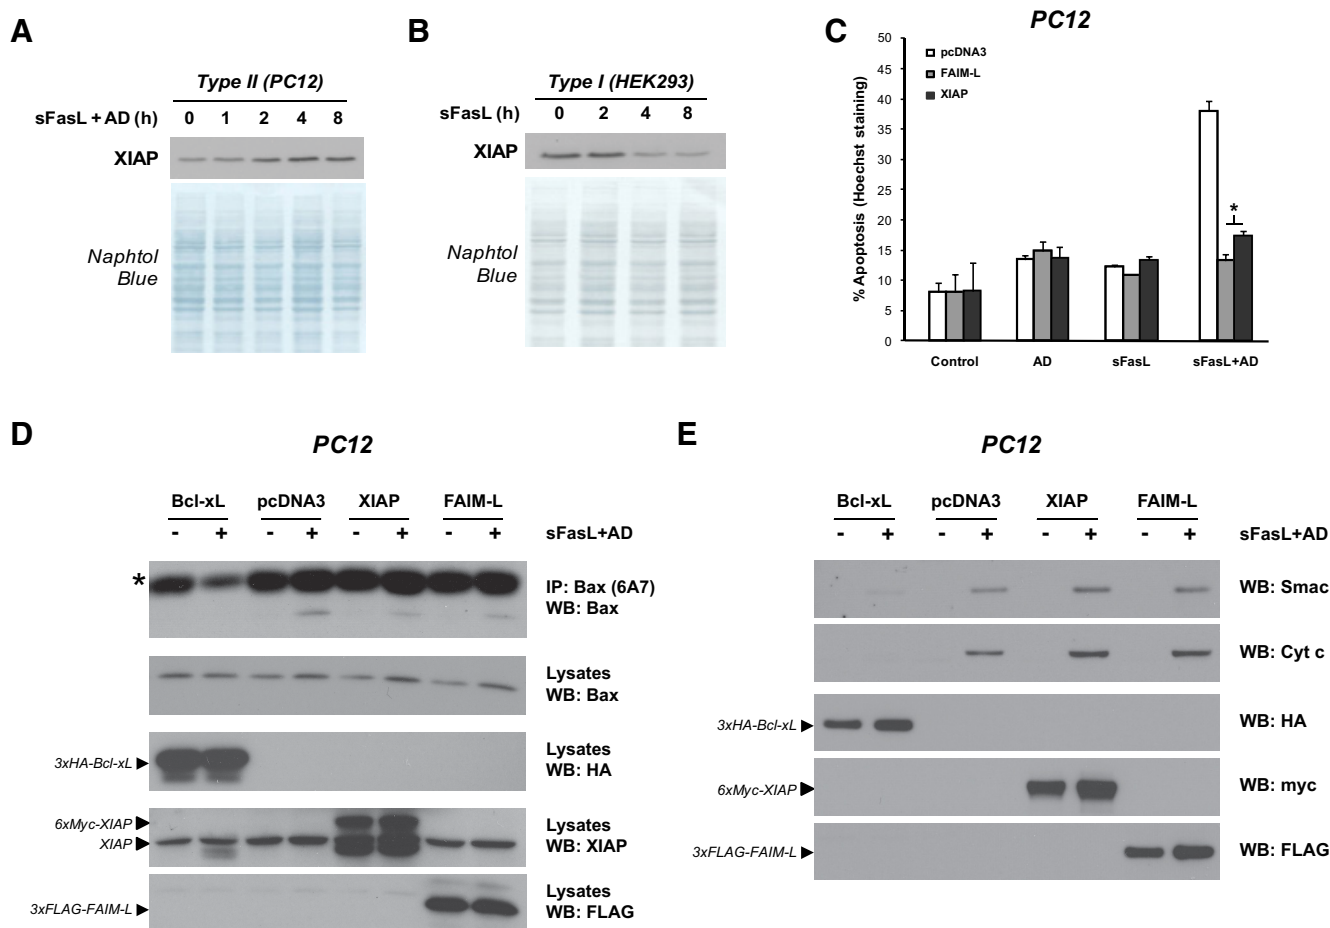 A
Type II (PC12)
sFasL + AD (h) 0 1 2 4 8
XIAP
Naphtol
Blue
B
Type I (HEK293)
sFasL (h) 0 2 4 8
XIAP
Naphtol
Blue
C
PC12
% Apoptosis (Hoechst staining)
50
45
40
35
30
25
20
15
10
5
0
pcDNA3
FAIM-L
XIAP
*
Control AD sFasL sFasL+AD
D
PC12
Bcl-xL pcDNA3 XIAP FAIM-L
- + - + - + - + sFasL+AD
*
IP: Bax (6A7)
WB: Bax
Lysates
WB: Bax
3xHA-Bcl-xL
Lysates
WB: HA
6xMyc-XIAP
XIAP
Lysates
WB: XIAP
3xFLAG-FAIM-L
Lysates
WB: FLAG
E
PC12
Bcl-xL pcDNA3 XIAP FAIM-L
- + - + - + - + sFasL+AD
WB: Smac
WB: Cyt c
3xHA-Bcl-xL WB: HA
6xMyc-XIAP WB: myc
3xFLAG-FAIM-L WB: FLAG